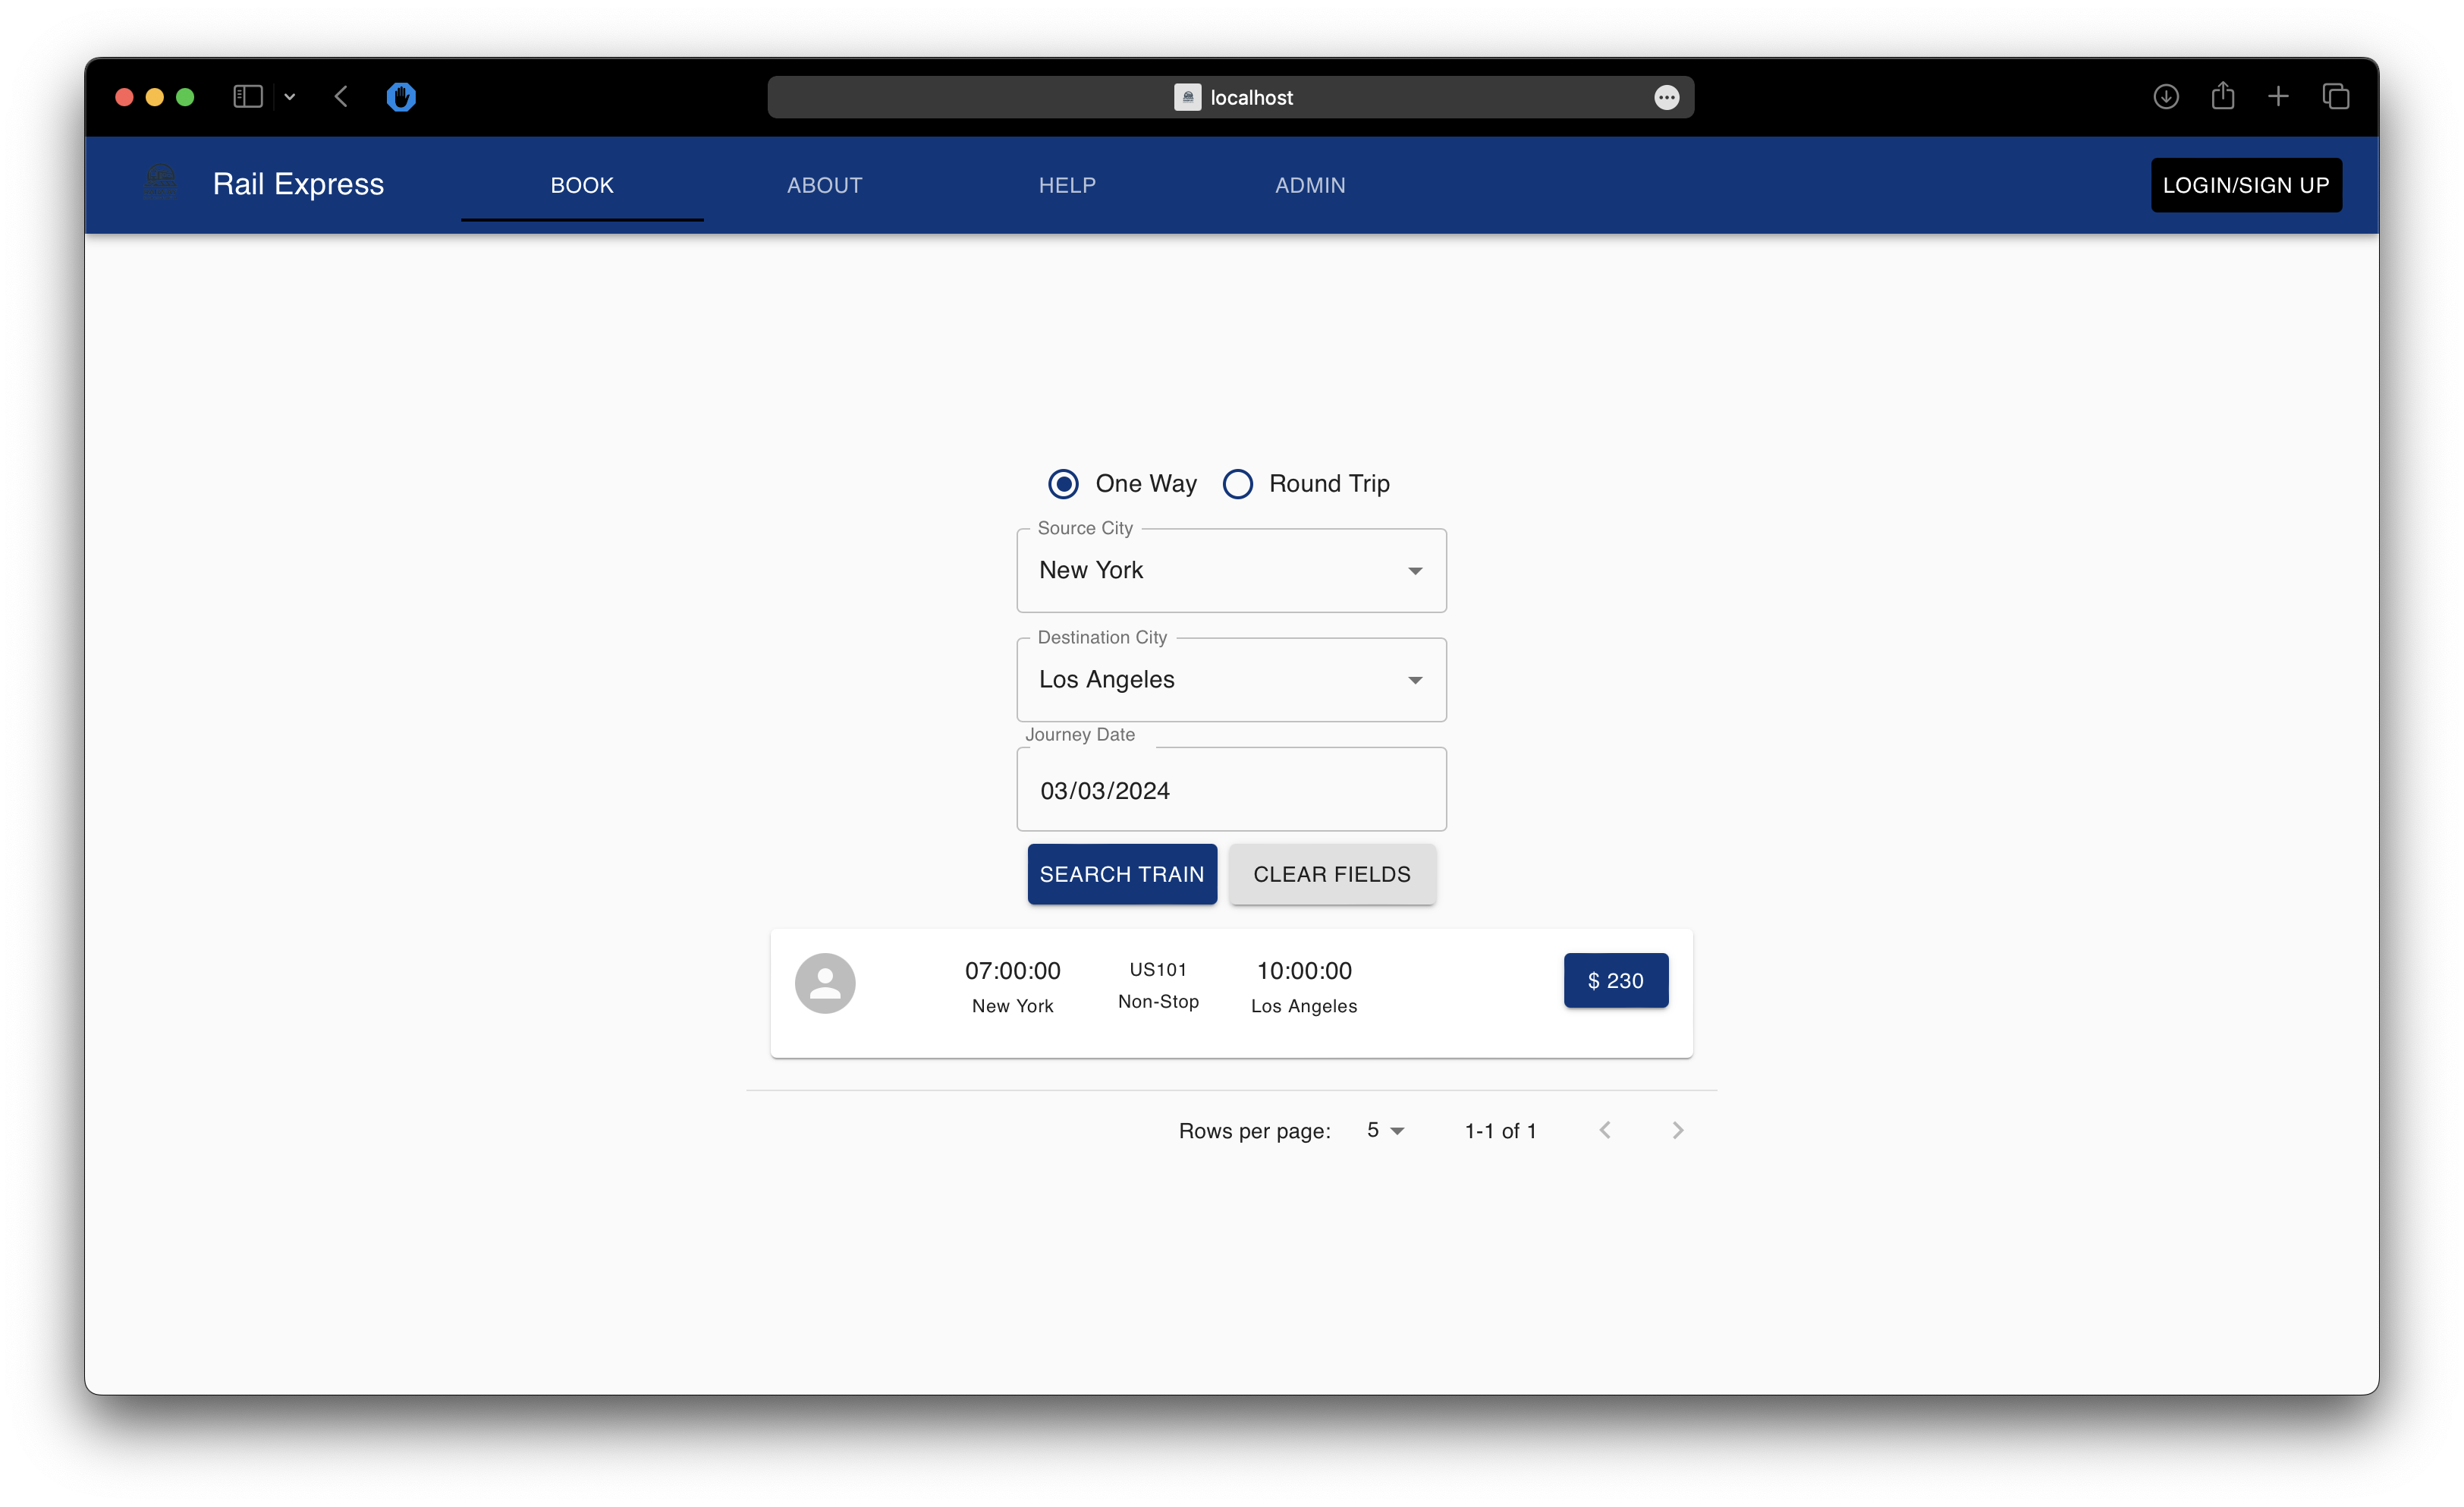 localhost
Rail Express BOOK ABOUT HELP ADMIN LOGIN/SIGN UP
One Way Round Trip
Source City
New York
Destination City
Los Angeles
Journey Date
03/03/2024
SEARCH TRAIN CLEAR FIELDS
07:00:00 US101 10:00:00 $ 230
New York Non-Stop Los Angeles
Rows per page: 5 1-1 of 1